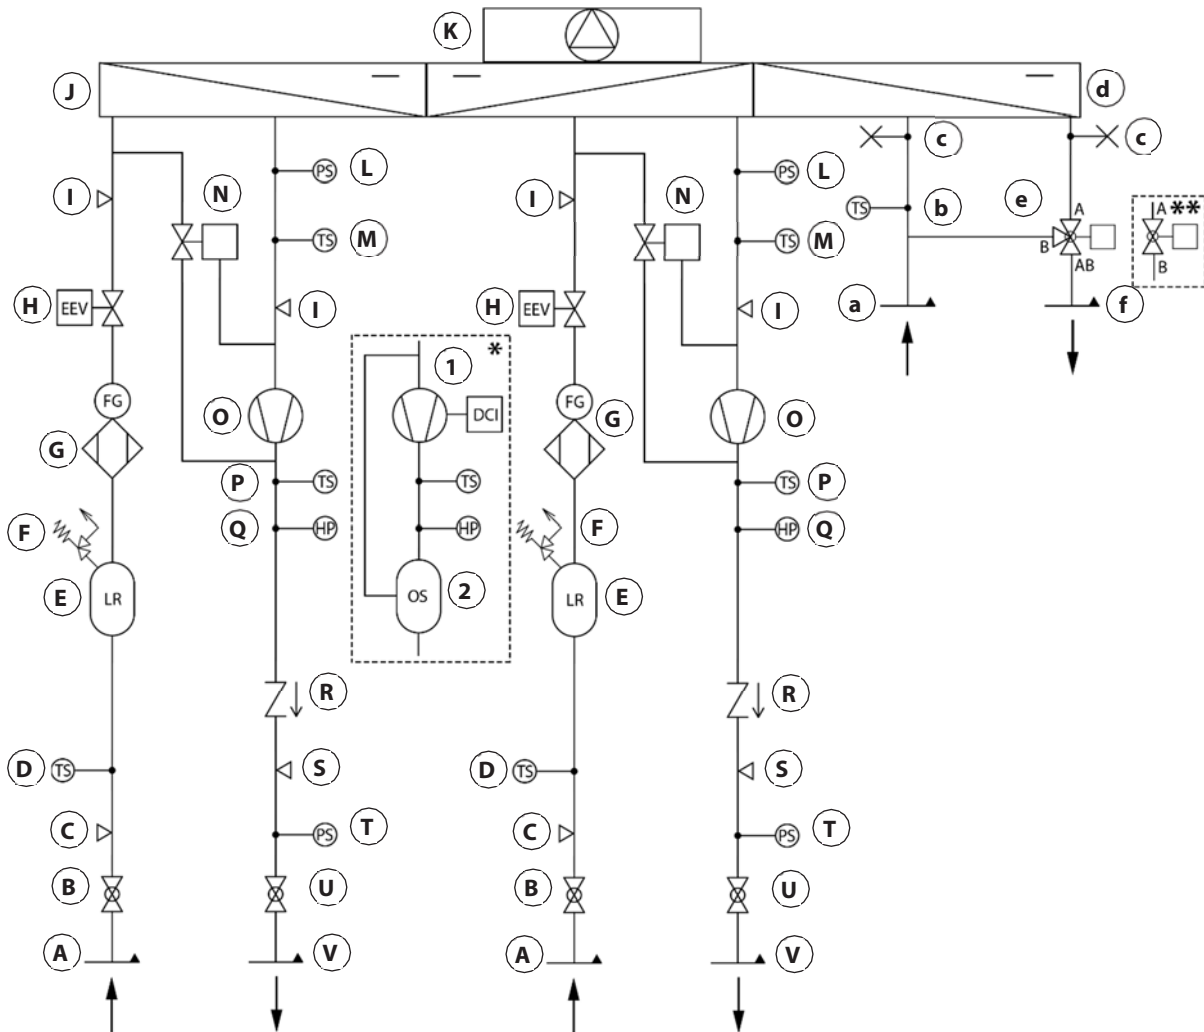 K
J
d
L
c
c
L
I
N
I
N
e
A
A
**
PS
PS
TS
b
M
M
TS
TS
B
AB
B
H
EEV
I
H
EEV
I
a
f
*
1
FG
O
DCI
FG
G
O
G
P
TS
TS
P
TS
F
Q
HP
HP
F
Q
HP
E
LR
OS
2
LR
E
R
R
D
TS
S
D
TS
S
C
T
C
T
PS
PS
B
U
B
U
A
V
A
V